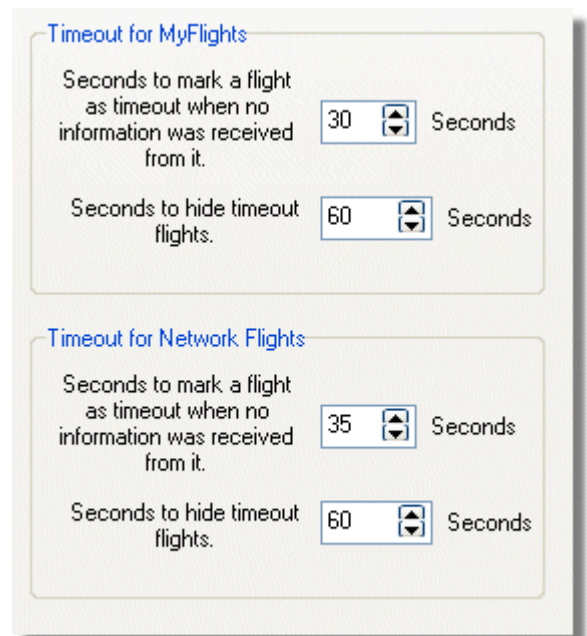 Timeout for MyFlights
Seconds to mark a flight
as timeout when no
information was received
from it.
30 Seconds
Seconds to hide timeout
flights.
60 Seconds
Timeout for Network Flights
Seconds to mark a flight
as timeout when no
information was received
from it.
35 Seconds
Seconds to hide timeout
flights.
60 Seconds